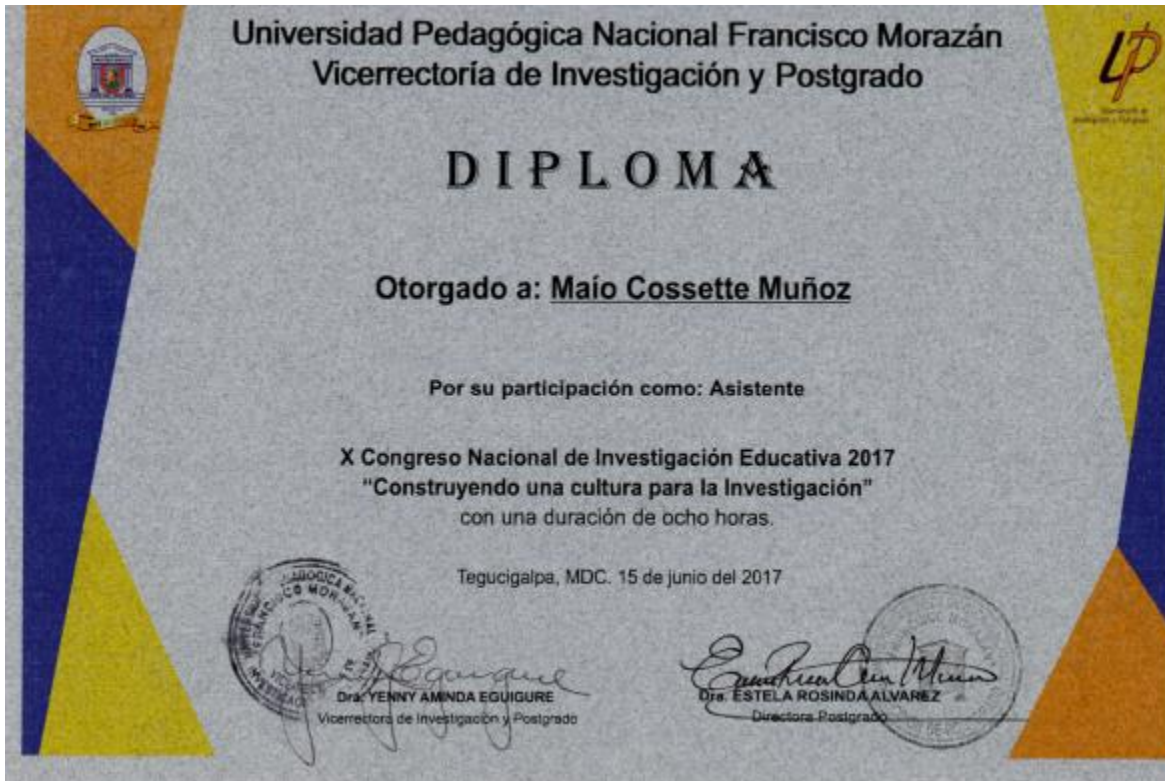 Universidad Pedagógica Nacional Francisco Morazán
Vicerrectoría de Investigación y Postgrado
DIPLOMA
Otorgado a: Maío Cossette Muñoz
Por su participación como: Asistente
X Congreso Nacional de Investigación Educativa 2017
“Construyendo una cultura para la Investigación”
con una duración de ocho horas.
Tegucigalpa, MDC. 15 de junio del 2017
FRANCISCO MORAZAN
Dra. YENNY AMINDA EGUIGURE
Vicerrectora de Investigación y Postgrado
Dra. ESTELA ROSINDA ALVAREZ
Directora Postgrado